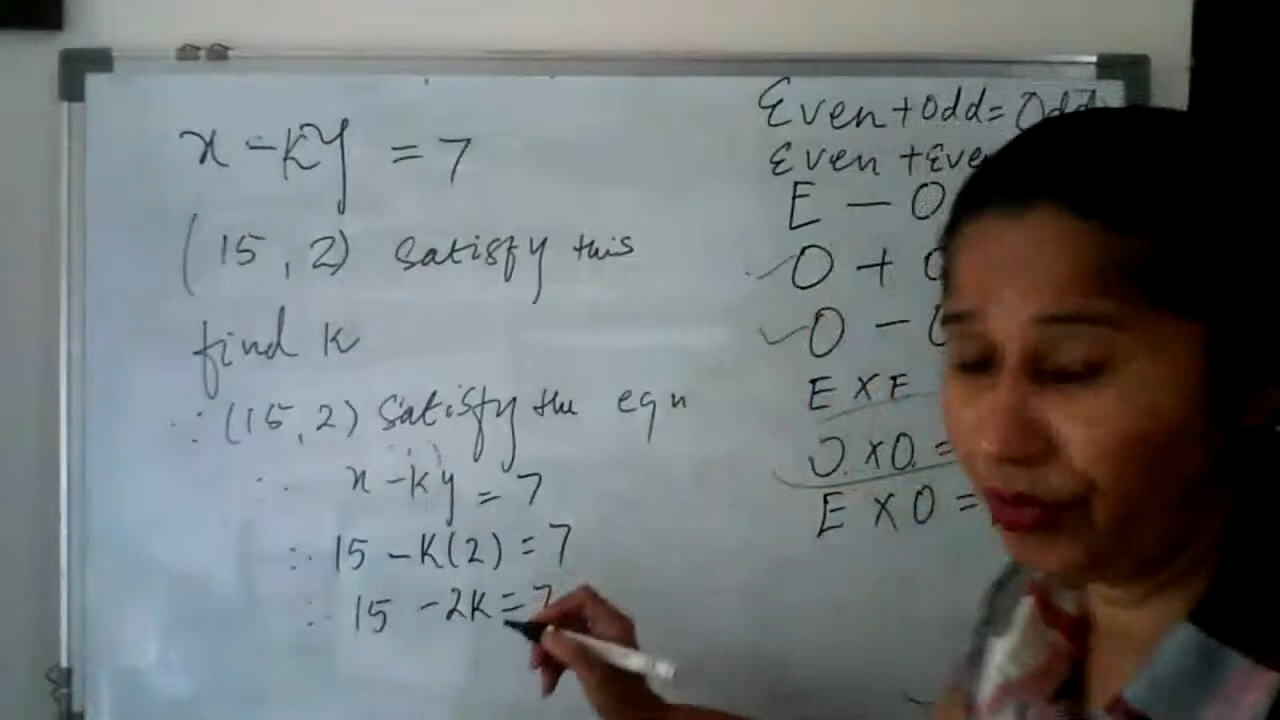 x - ky = 7
(15, 2) satisfy this
find k
∵ (15, 2) satisfy the eqn
∴ x - ky = 7
∴ 15 - k(2) = 7
∴ 15 - 2k = 7
Even + Odd = Odd
Even + Eve
E - O
O + O
O -
E X E
O X O =
E X O =